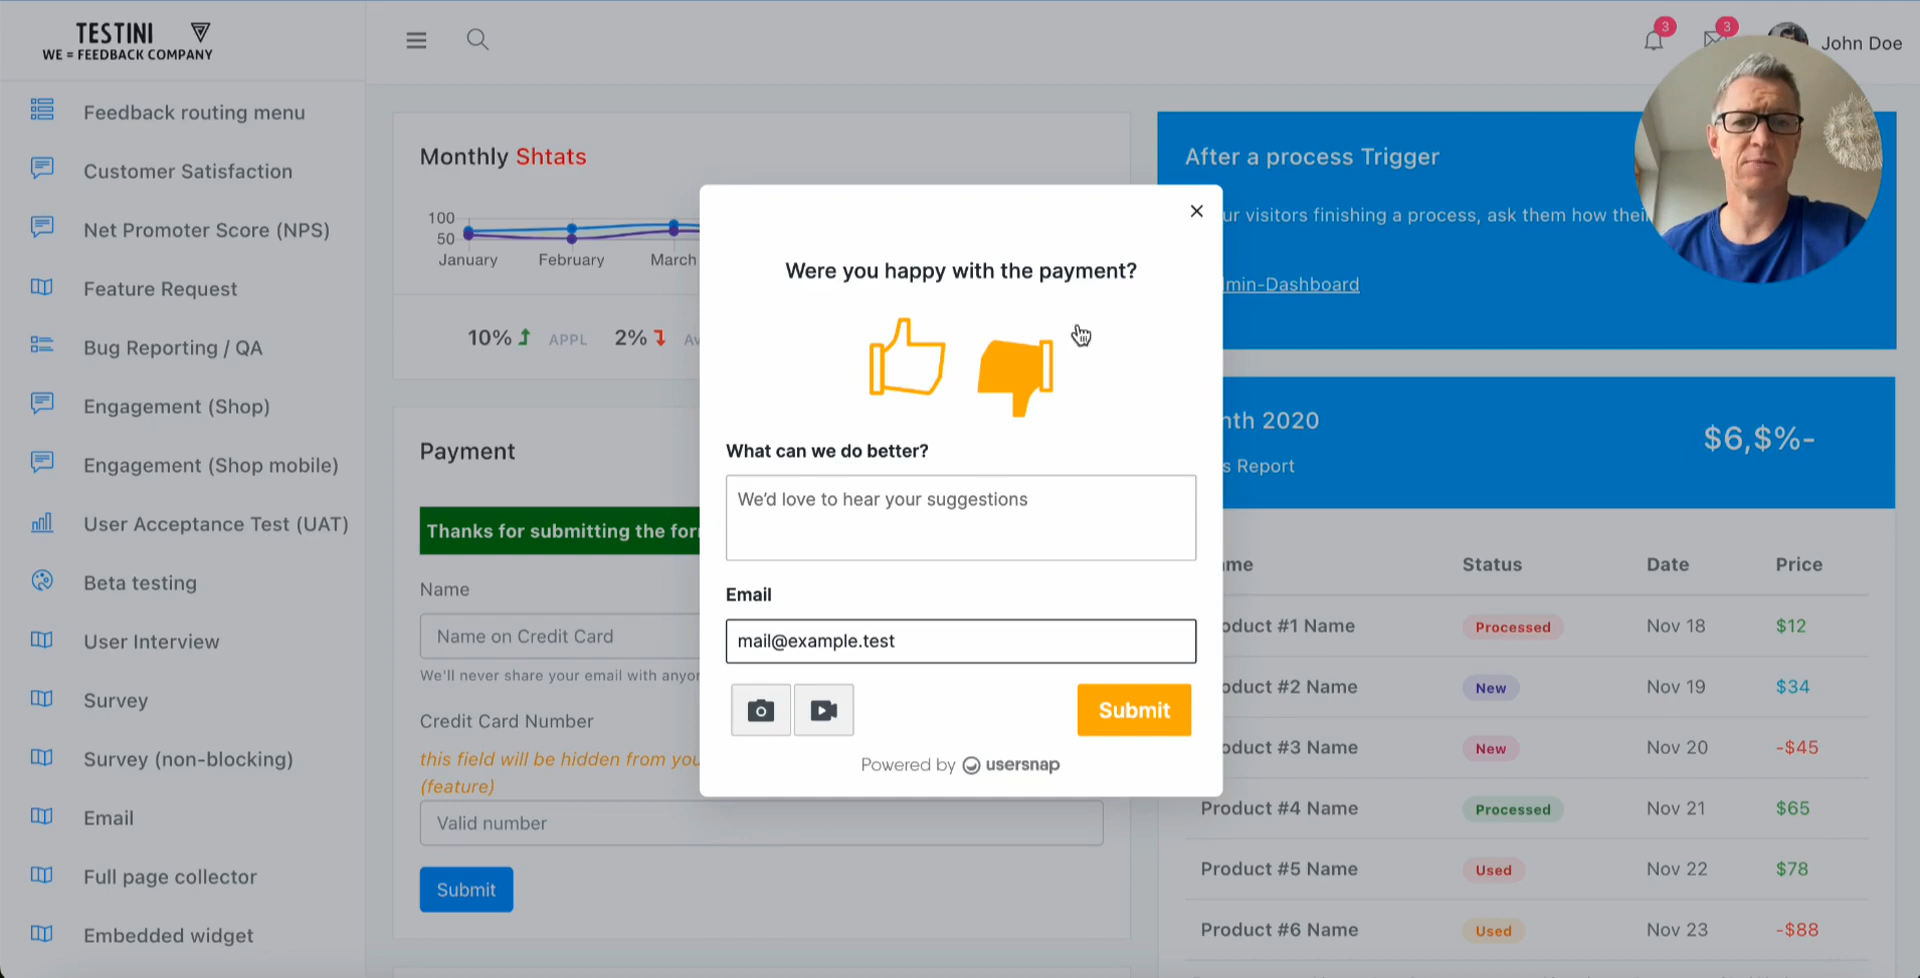 TESTINI
WE = FEEDBACK COMPANY
3
3
John Doe
Feedback routing menu
Customer Satisfaction
Net Promoter Score (NPS)
Feature Request
Bug Reporting / QA
Engagement (Shop)
Engagement (Shop mobile)
User Acceptance Test (UAT)
Beta testing
User Interview
Survey
Survey (non-blocking)
Email
Full page collector
Embedded widget
Monthly Shtats
100
50
January February March
10% APPL 2%
Payment
Thanks for submitting the
Name
Name on Credit Card
We'll never share your email with
Credit Card Number
this field will be hidden from
(feature)
Valid number
Submit
Were you happy with the payment?
What can we do better?
We'd love to hear your suggestions
Email
mail@example.test
Submit
Powered by usersnap
After a process Trigger
visitors finishing a process, ask them how
min-Dashboard
nth 2020
$6,$%-
s Report
me Status Date Price
oduct #1 Name Processed Nov 18 $12
oduct #2 Name New Nov 19 $34
oduct #3 Name New Nov 20 -$45
Product #4 Name Processed Nov 21 $65
Product #5 Name Used Nov 22 $78
Product #6 Name Used Nov 23 -$88